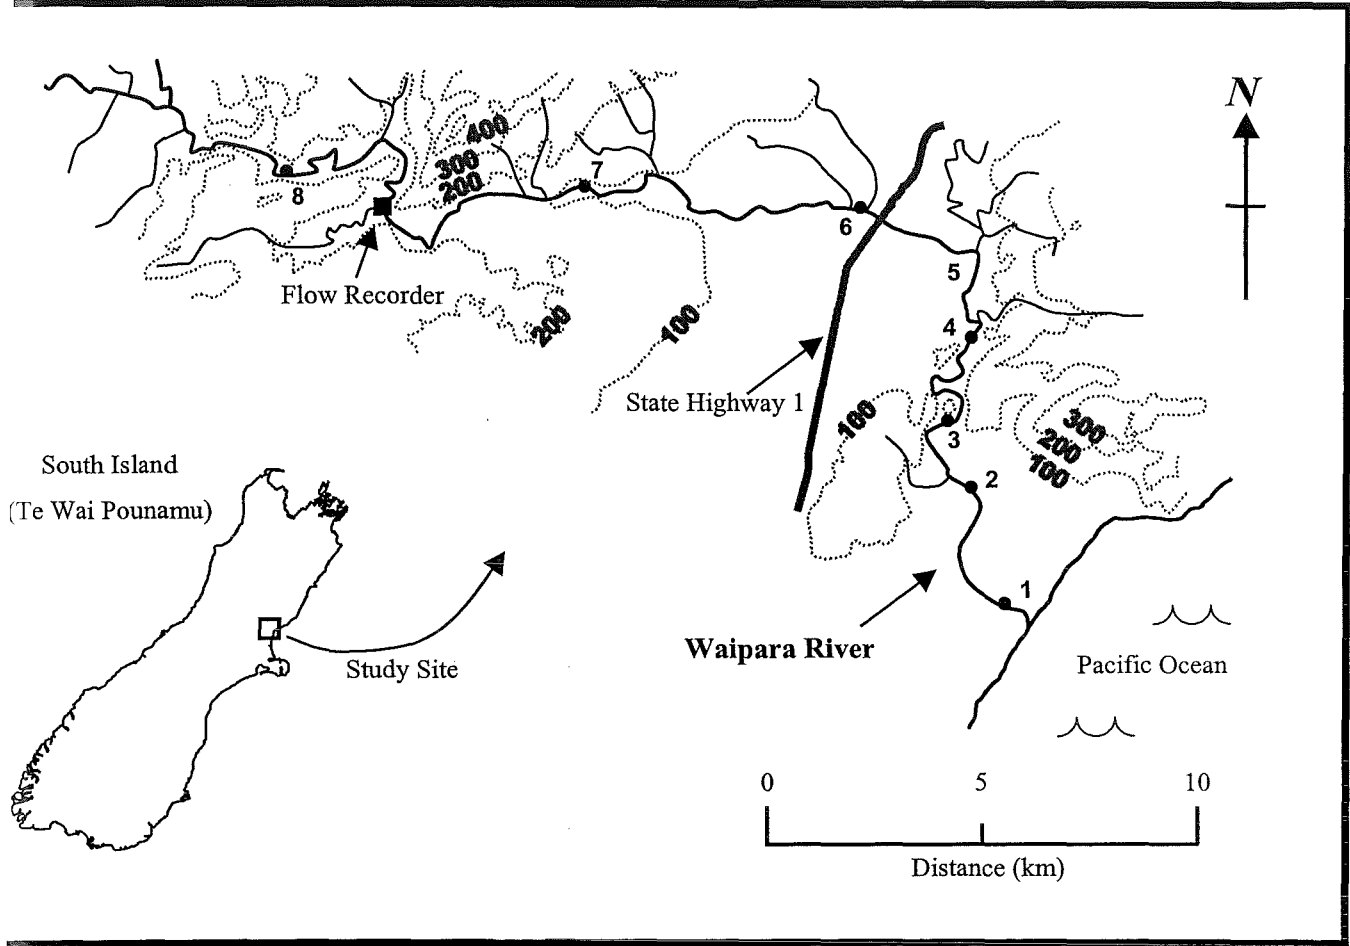 N
400
300
200
7
8
6
5
Flow Recorder
200
100
4
State Highway 1
100
3
300
200
100
South Island
(Te Wai Pounamu)
2
1
Waipara River
Study Site
Pacific Ocean
0 5 10
Distance (km)